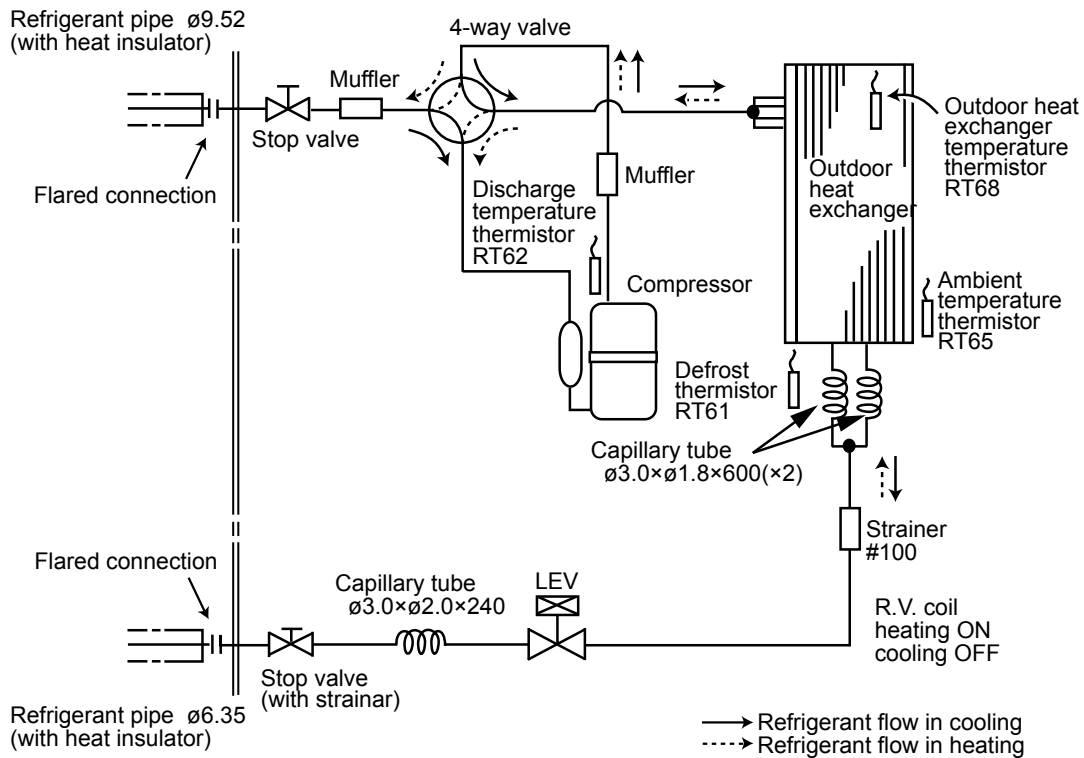 Refrigerant pipe ø9.52
(with heat insulator)
4-way valve
Muffler
Stop valve
Flared connection
Outdoor heat
exchanger
temperature
thermistor
RT68
Outdoor
heat
exchanger
Muffler
Discharge
temperature
thermistor
RT62
Compressor
Ambient
temperature
thermistor
RT65
Defrost
thermistor
RT61
Capillary tube
ø3.0×ø1.8×600(×2)
Strainer
#100
Flared connection
Capillary tube
ø3.0×ø2.0×240
LEV
R.V. coil
heating ON
cooling OFF
Stop valve
(with strainar)
Refrigerant pipe ø6.35
(with heat insulator)
Refrigerant flow in cooling
Refrigerant flow in heating